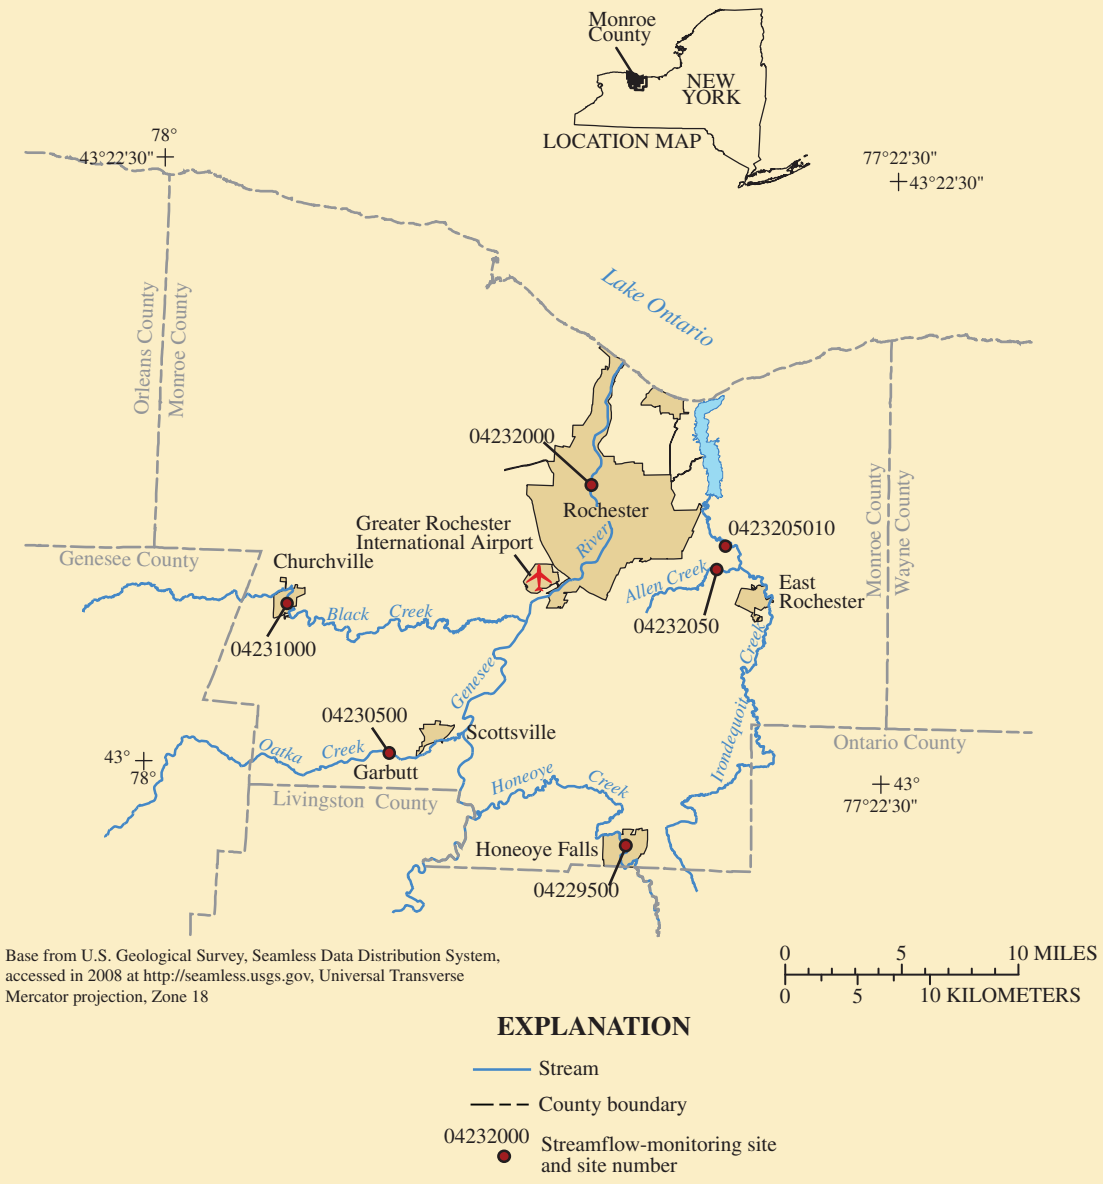 Monroe
County
NEW
YORK
LOCATION MAP
78°
43°22'30"
77°22'30"
43°22'30"
Lake Ontario
Orleans County
Monroe County
04232000
Rochester
River
Greater Rochester
International Airport
Monroe County
Wayne County
0423205010
Genesee County
Churchville
Allen Creek
East
Rochester
Black Creek
04232050
04231000
Creek
Genesee
04230500
Scottsville
Irondequoit
Oatka Creek
Garbutt
Ontario County
43°
78°
Honeoye Creek
43°
77°22'30"
Livingston County
Honeoye Falls
04229500
Base from U.S. Geological Survey, Seamless Data Distribution System,
accessed in 2008 at http://seamless.usgs.gov, Universal Transverse
Mercator projection, Zone 18
0 5 10 MILES
0 5 10 KILOMETERS
EXPLANATION
Stream
County boundary
04232000
Streamflow-monitoring site
and site number